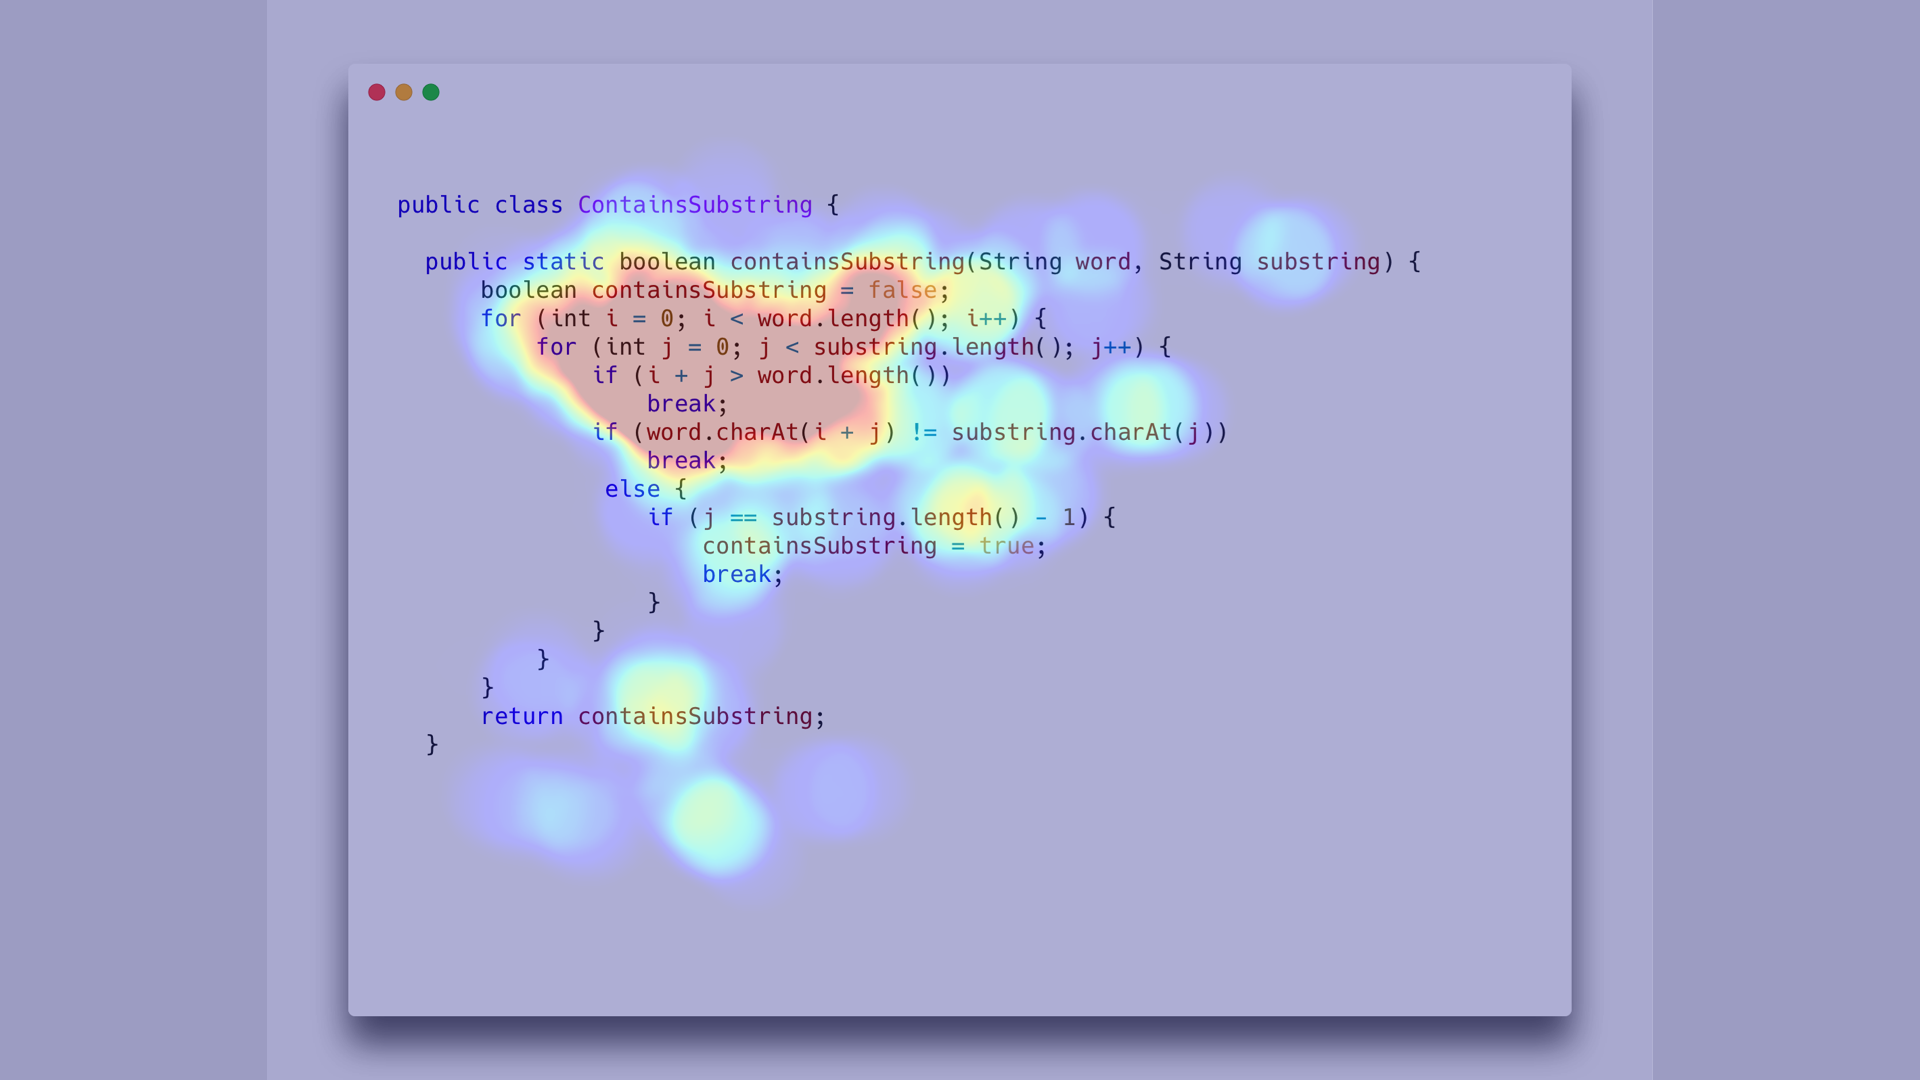 public class ContainsSubstring {
public static boolean containsSubstring(String word, String substring) {
boolean containsSubstring = false;
for (int i = 0; i < word.length(); i++) {
for (int j = 0; j < substring.length(); j++) {
if (i + j > word.length())
break;
if (word.charAt(i + j) != substring.charAt(j))
break;
else {
if (j == substring.length() - 1) {
containsSubstring = true;
break;
}
}
}
}
return containsSubstring;
}